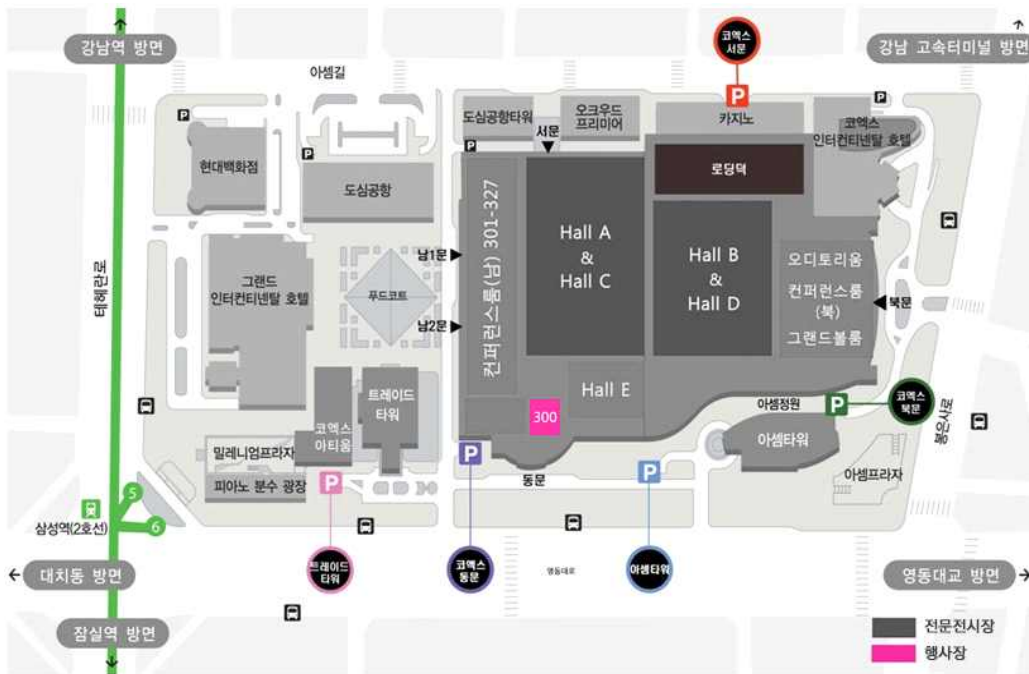 강남역 방면
강남 고속터미널 방면
코엑스
서문
P
아셈길
P
P
P
P
P
현대백화점
도심공항
도심공항타워
서문
오크우드
프리미어
카지노
코엑스
인터컨티넨탈 호텔
로딩덕
테헤란로
그랜드
인터컨티넨탈 호텔
푸드코트
남1문
남2문
컨퍼런스룸(남) 301-327
Hall A
&
Hall C
Hall B
&
Hall D
오디토리움
컨퍼런스룸
(북)
그랜드볼룸
북문
Hall E
300
트레이드
타워
코엑스
아티움
밀레니엄프라자
피아노 분수 광장
아셈정원
P
코엑스
북문
봉은사로
아셈타워
아셈프라자
P
P
동문
P
5
6
삼성역(2호선)
대치동 방면
트레이드
타워
코엑스
동문
영동대로
아셈타워
영동대교 방면
잠실역 방면
전문전시장
행사장